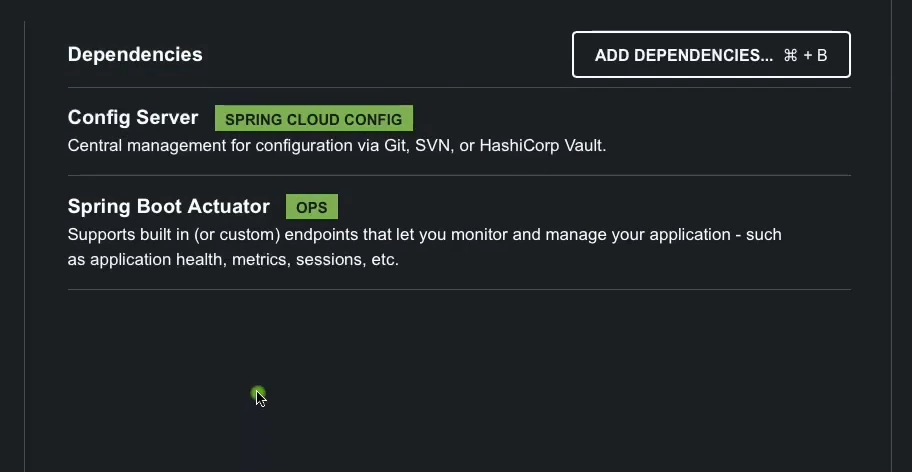 Dependencies
ADD DEPENDENCIES... ⌘ + B
Config Server SPRING CLOUD CONFIG
Central management for configuration via Git, SVN, or HashiCorp Vault.
Spring Boot Actuator OPS
Supports built in (or custom) endpoints that let you monitor and manage your application - such
as application health, metrics, sessions, etc.